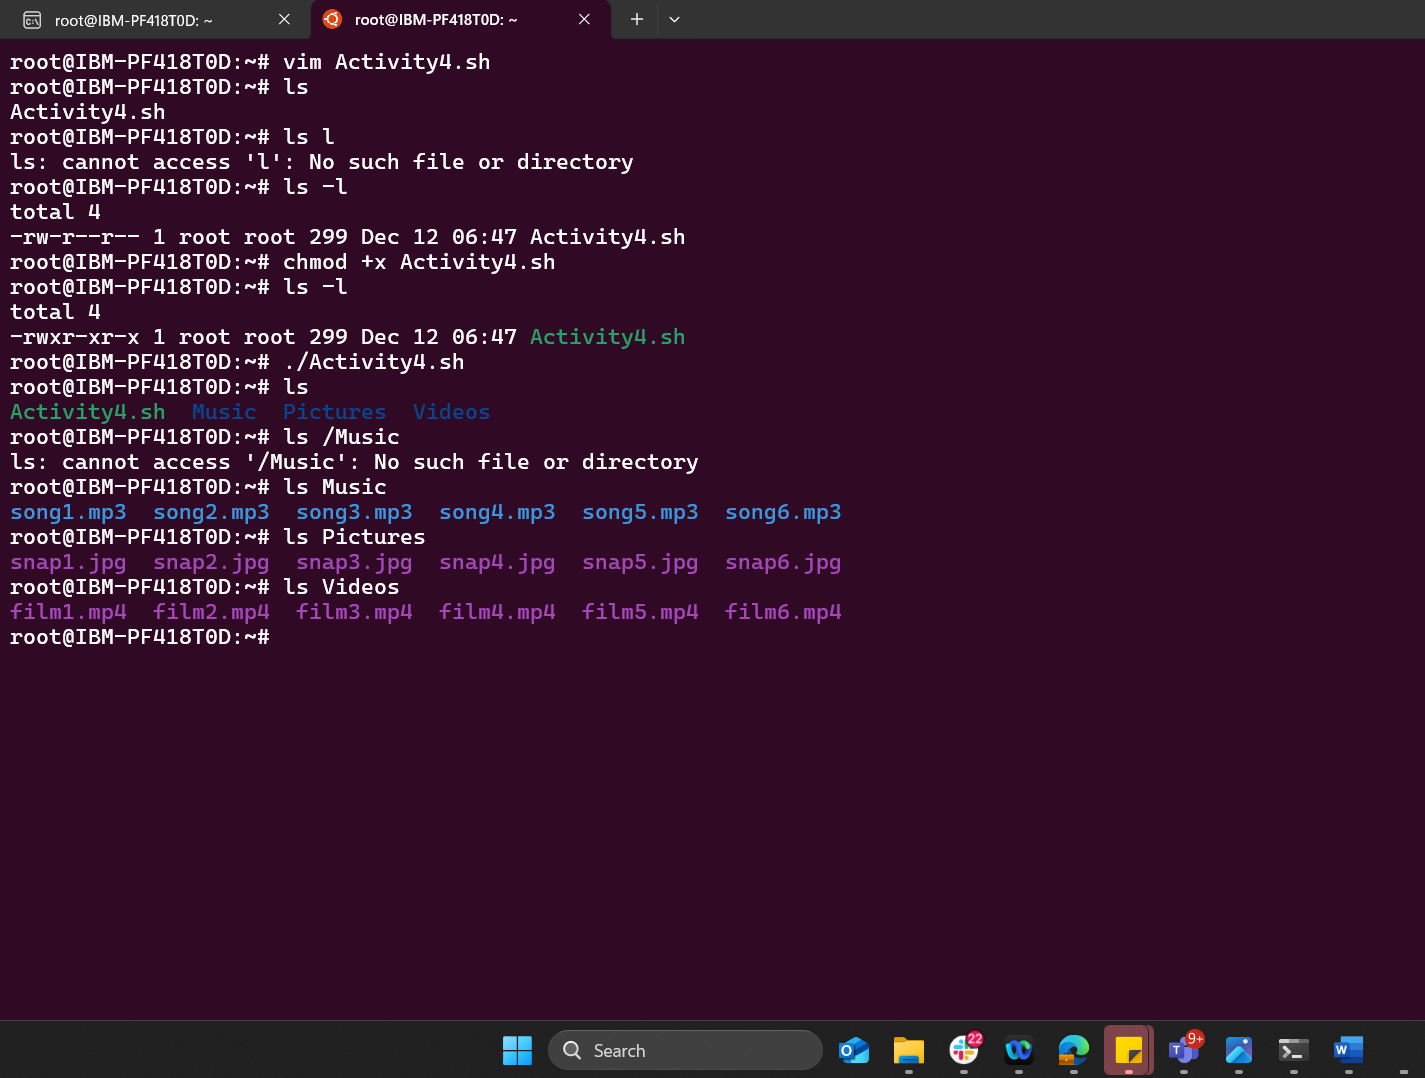 root@IBM-PF418T0D: ~
root@IBM-PF418T0D: ~
root@IBM-PF418T0D:~# vim Activity4.sh
root@IBM-PF418T0D:~# ls
Activity4.sh
root@IBM-PF418T0D:~# ls l
ls: cannot access 'l': No such file or directory
root@IBM-PF418T0D:~# ls -l
total 4
-rw-r--r-- 1 root root 299 Dec 12 06:47 Activity4.sh
root@IBM-PF418T0D:~# chmod +x Activity4.sh
root@IBM-PF418T0D:~# ls -l
total 4
-rwxr-xr-x 1 root root 299 Dec 12 06:47 Activity4.sh
root@IBM-PF418T0D:~# ./Activity4.sh
root@IBM-PF418T0D:~# ls
Activity4.sh  Music  Pictures  Videos
root@IBM-PF418T0D:~# ls /Music
ls: cannot access '/Music': No such file or directory
root@IBM-PF418T0D:~# ls Music
song1.mp3  song2.mp3  song3.mp3  song4.mp3  song5.mp3  song6.mp3
root@IBM-PF418T0D:~# ls Pictures
snap1.jpg  snap2.jpg  snap3.jpg  snap4.jpg  snap5.jpg  snap6.jpg
root@IBM-PF418T0D:~# ls Videos
film1.mp4  film2.mp4  film3.mp4  film4.mp4  film5.mp4  film6.mp4
root@IBM-PF418T0D:~#
Search
22
9+